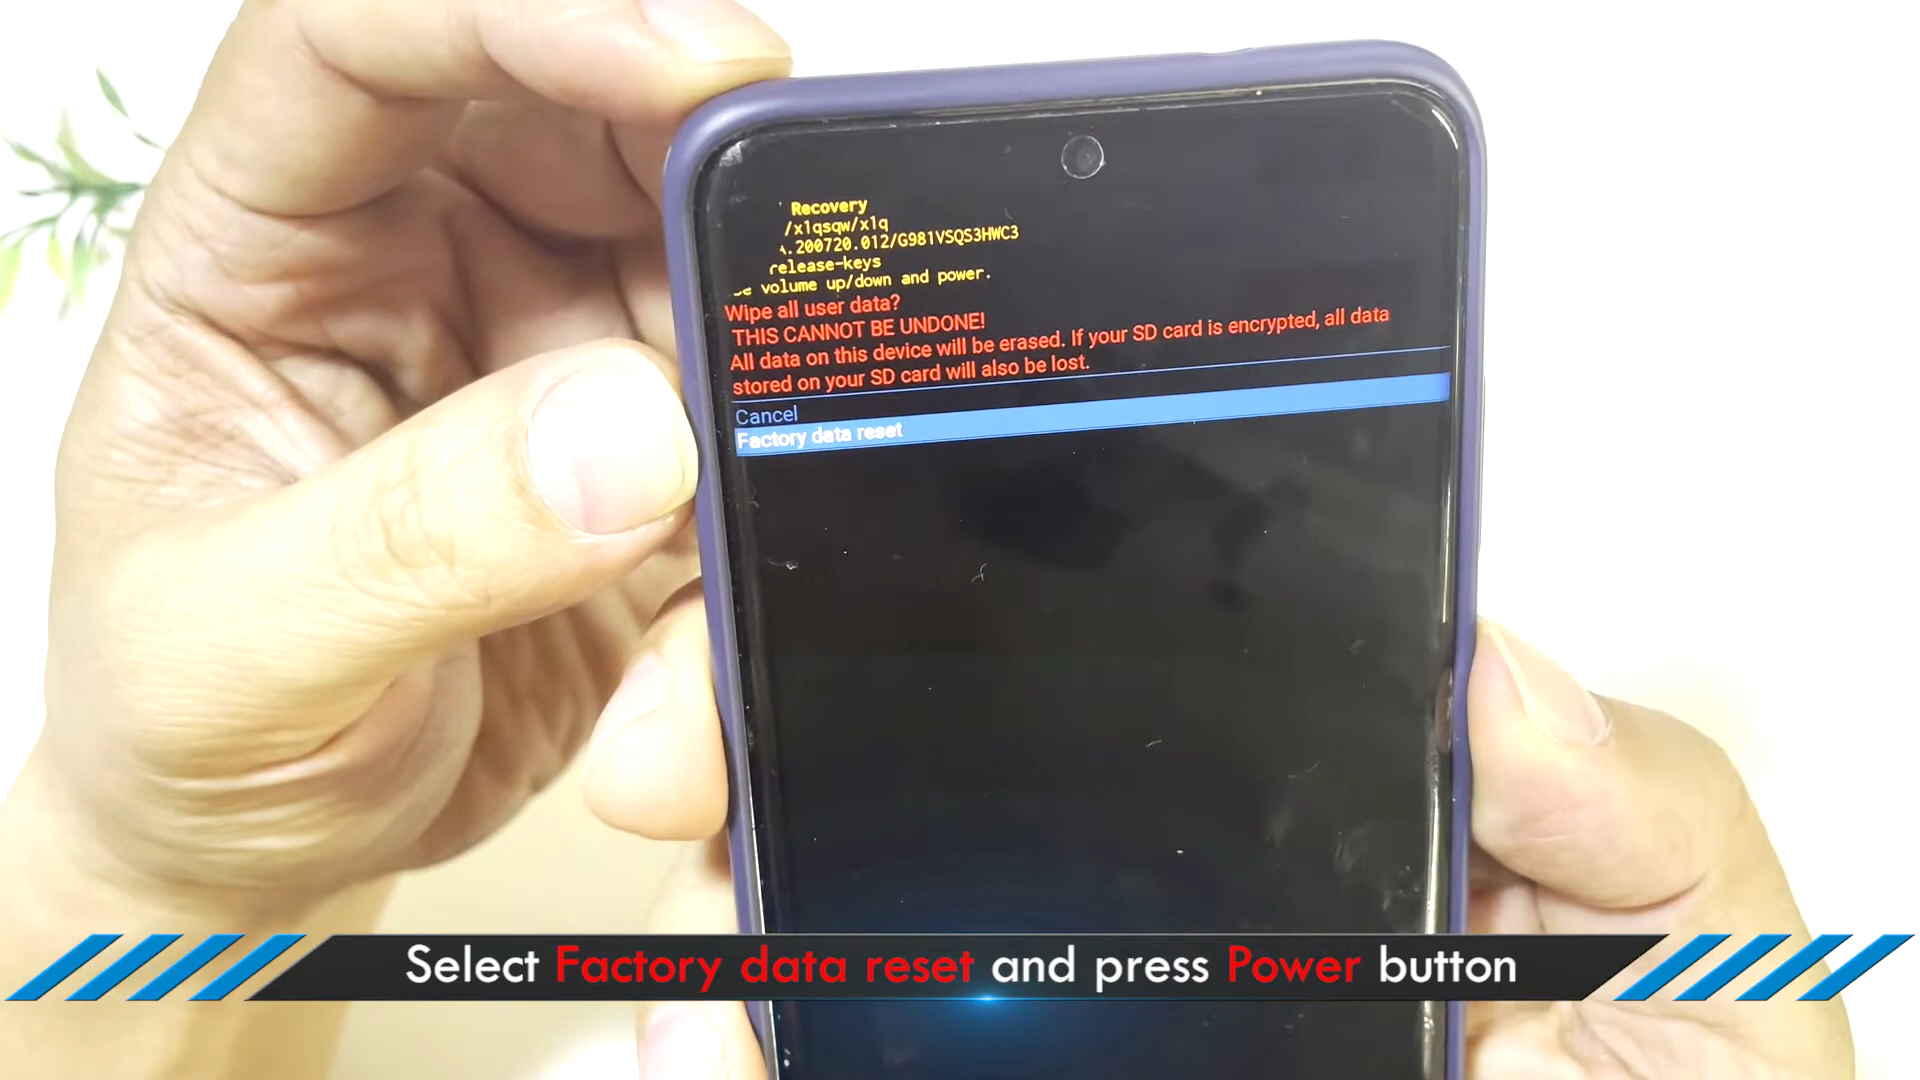 Recovery
/x1qsqw/x1q
.200720.012/G981VSQS3HWC3
release-keys
volume up/down and power.
Wipe all user data?
THIS CANNOT BE UNDONE!
All data on this device will be erased. If your SD card is encrypted, all data
stored on your SD card will also be lost.
Cancel
Factory data reset
Select Factory data reset and press Power button